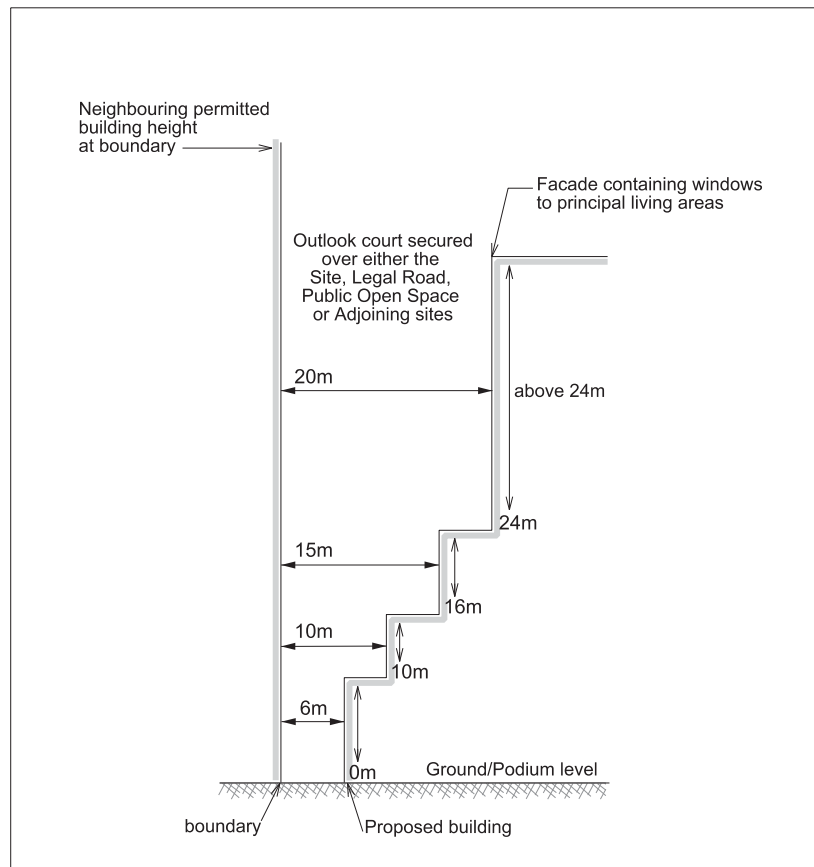 Neighbouring permitted
building height
at boundary
Facade containing windows
to principal living areas
Outlook court secured
over either the
Site, Legal Road,
Public Open Space
or Adjoining sites
20m
above 24m
24m
15m
16m
10m
10m
6m
0m
Ground/Podium level
boundary
Proposed building